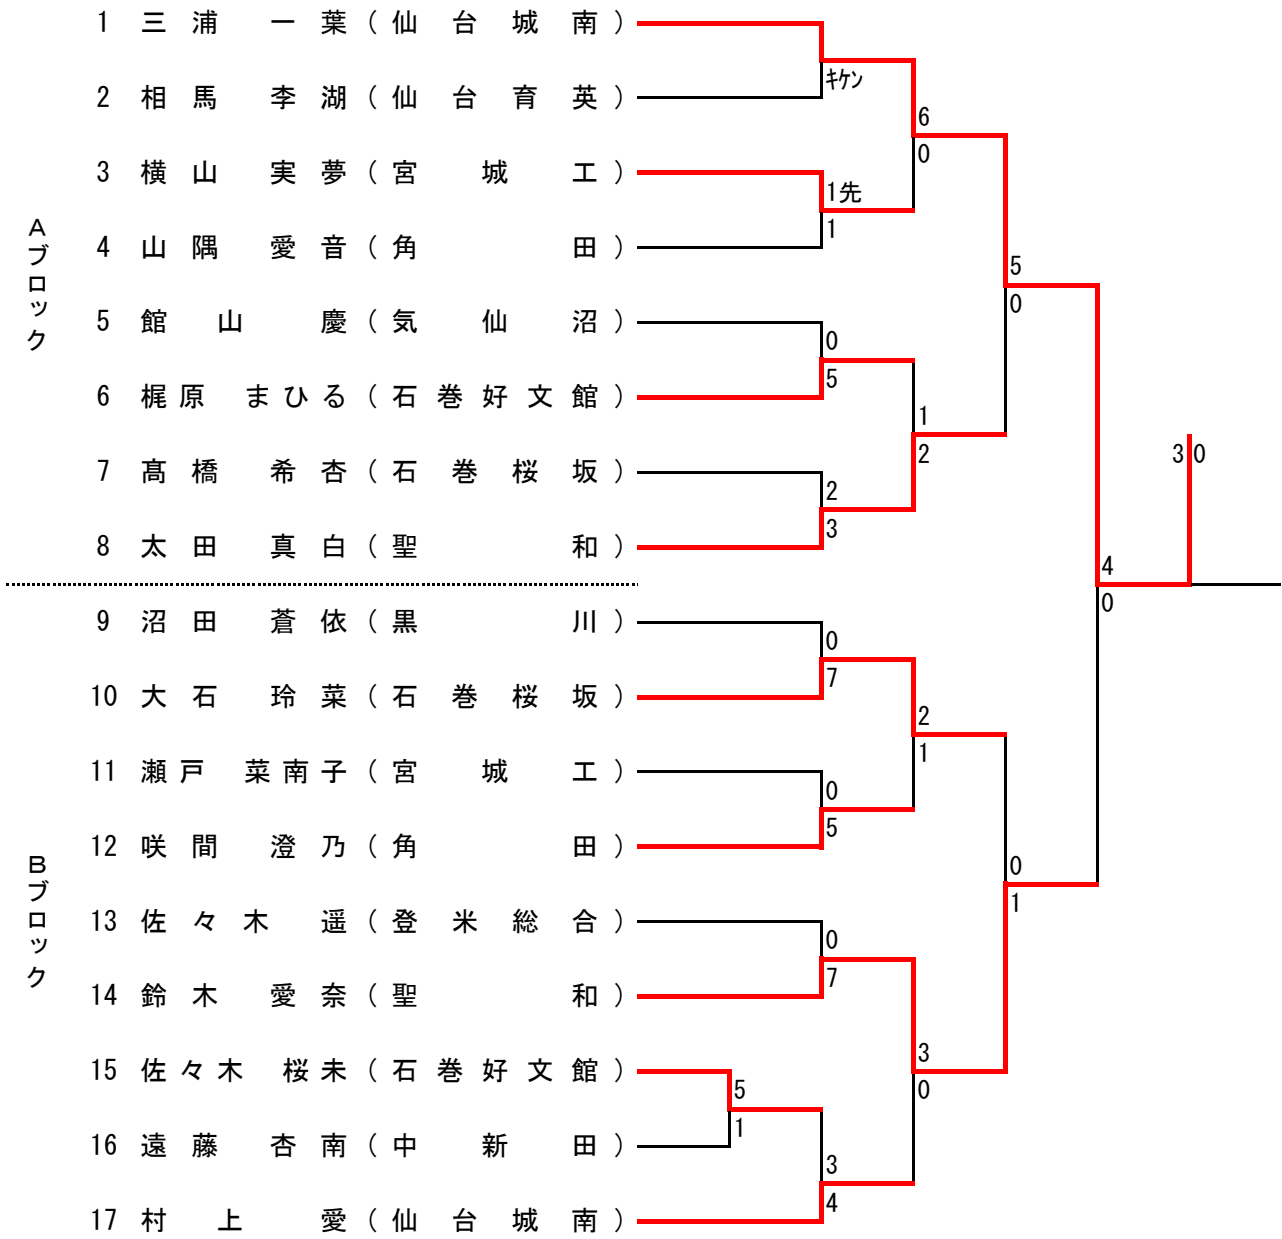 1 三浦 一葉（仙台城南）
キケン
2 相馬 李湖（仙台育英）
6
0
3 横山 実夢（宮城工）
1先
1
4 山隅 愛音（角田）
Aブロック
5
0
5 館山 慶（気仙沼）
0
5
6 梶原 まひる（石巻好文館）
1
2
7 髙橋 希杏（石巻桜坂）
2
3
8 太田 真白（聖和）
3 0
4
0
9 沼田 蒼依（黒川）
0
7
10 大石 玲菜（石巻桜坂）
2
1
11 瀬戸 菜南子（宮城工）
0
5
12 咲間 澄乃（角田）
Bブロック
0
1
13 佐々木 遥（登米総合）
0
7
14 鈴木 愛奈（聖和）
3
0
15 佐々木 桜未（石巻好文館）
5
1
16 遠藤 杏南（中新田）
3
4
17 村上 愛（仙台城南）